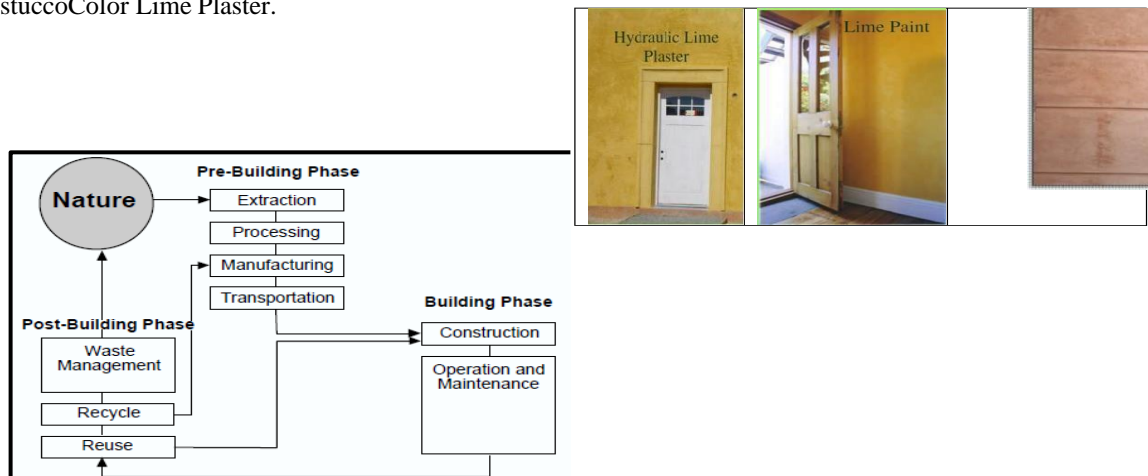 stuccoColor Lime Plaster.
Hydraulic Lime
Plaster
Lime Paint
Nature
Pre-Building Phase
Extraction
Processing
Manufacturing
Transportation
Building Phase
Construction
Operation and
Maintenance
Post-Building Phase
Waste
Management
Recycle
Reuse